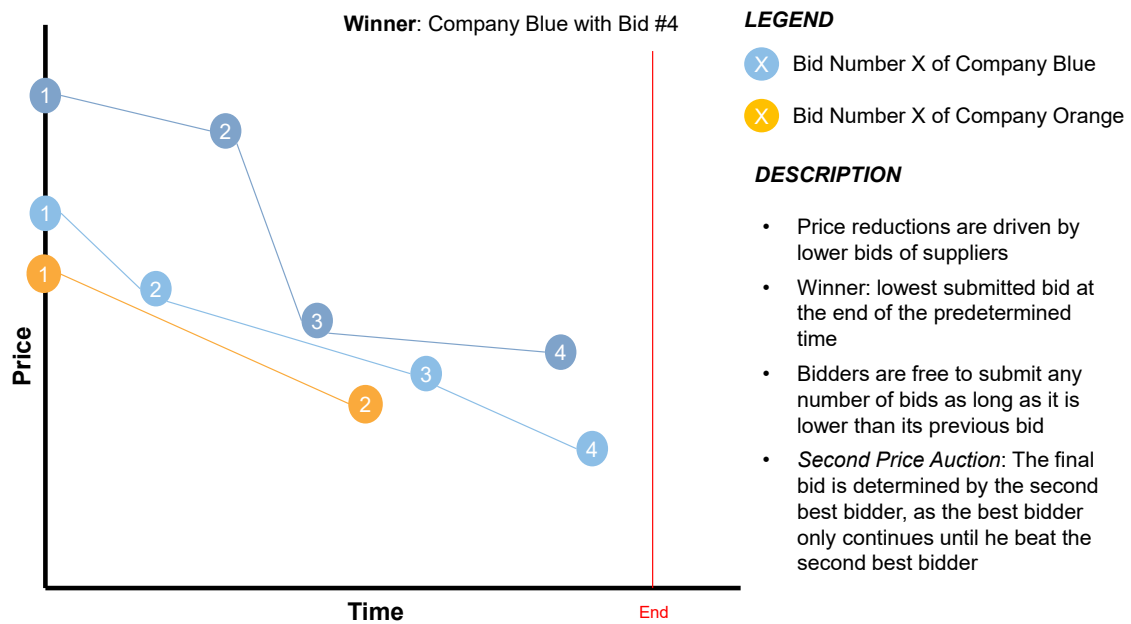 Winner: Company Blue with Bid #4
LEGEND
X Bid Number X of Company Blue
X Bid Number X of Company Orange
DESCRIPTION
• Price reductions are driven by
lower bids of suppliers
• Winner: lowest submitted bid at
the end of the predetermined
time
• Bidders are free to submit any
number of bids as long as it is
lower than its previous bid
• Second Price Auction: The final
bid is determined by the second
best bidder, as the best bidder
only continues until he beat the
second best bidder
1
2
3
4
1
2
3
4
1
2
Price
Time
End